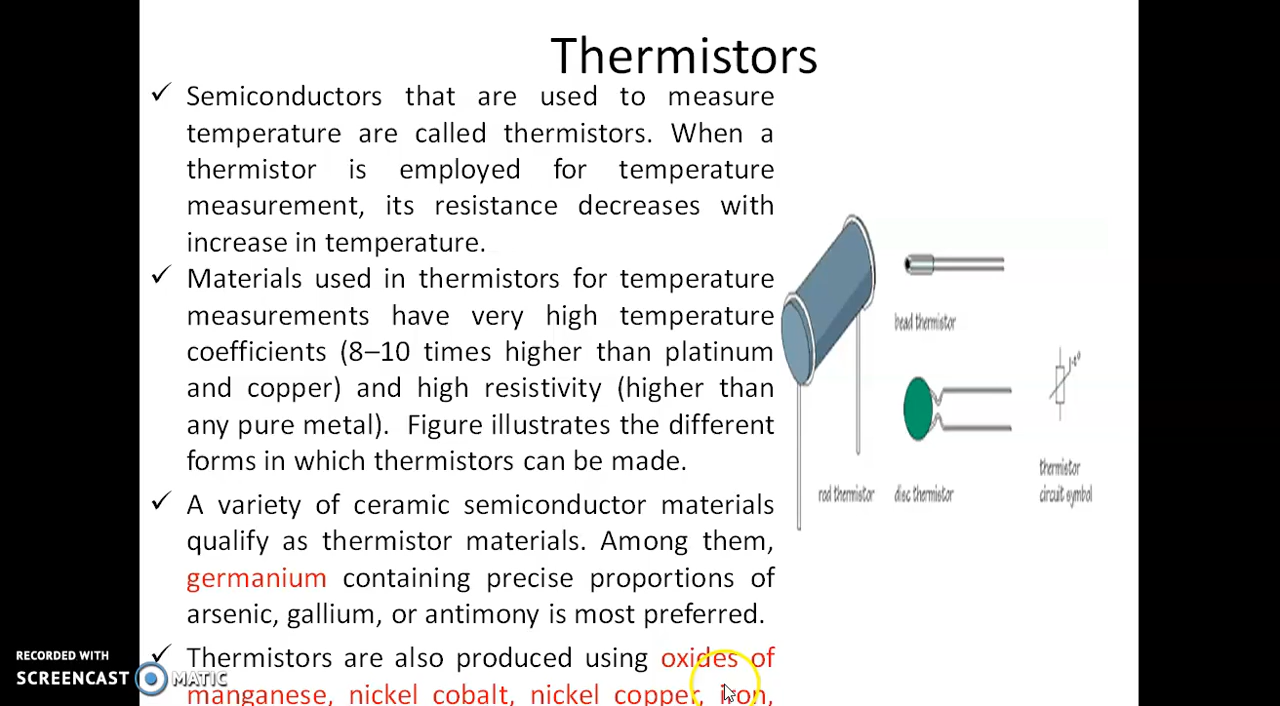 Thermistors
✓ Semiconductors that are used to measure
temperature are called thermistors. When a
thermistor is employed for temperature
measurement, its resistance decreases with
increase in temperature.
✓ Materials used in thermistors for temperature
measurements have very high temperature
coefficients (8–10 times higher than platinum
and copper) and high resistivity (higher than
any pure metal). Figure illustrates the different
forms in which thermistors can be made.
✓ A variety of ceramic semiconductor materials
qualify as thermistor materials. Among them,
germanium containing precise proportions of
arsenic, gallium, or antimony is most preferred.
✓ Thermistors are also produced using oxides of
manganese, nickel cobalt, nickel copper, iron,
bead thermistor
-t°
rod thermistor
disc thermistor
thermistor
circuit symbol
RECORDED WITH
SCREENCAST MATIC